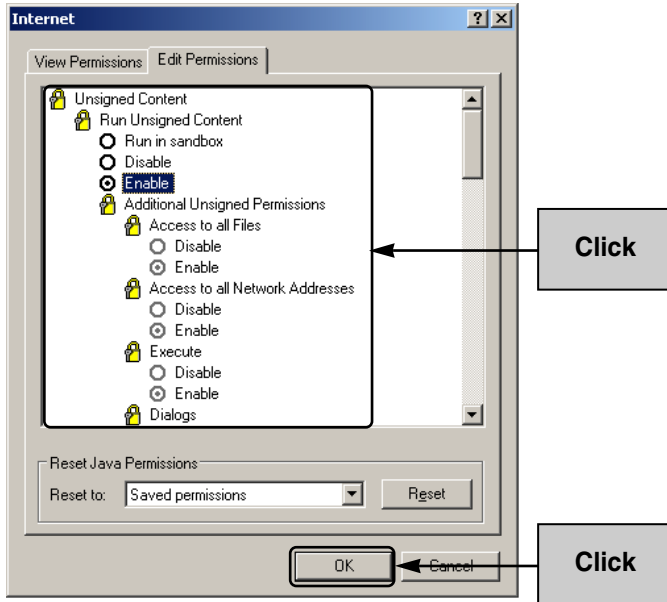 Internet
View Permissions Edit Permissions
Unsigned Content
Run Unsigned Content
Run in sandbox
Disable
Enable
Additional Unsigned Permissions
Access to all Files
Disable
Enable
Access to all Network Addresses
Disable
Enable
Execute
Disable
Enable
Dialogs
Click
Reset Java Permissions
Reset to: Saved permissions Reset
OK Cancel
Click